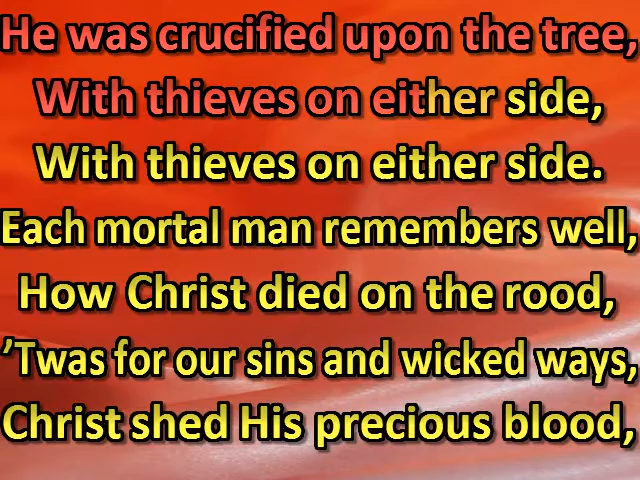 He was crucified upon the tree,
With thieves on either side,
With thieves on either side.
Each mortal man remembers well,
How Christ died on the rood,
’Twas for our sins and wicked ways,
Christ shed His precious blood,